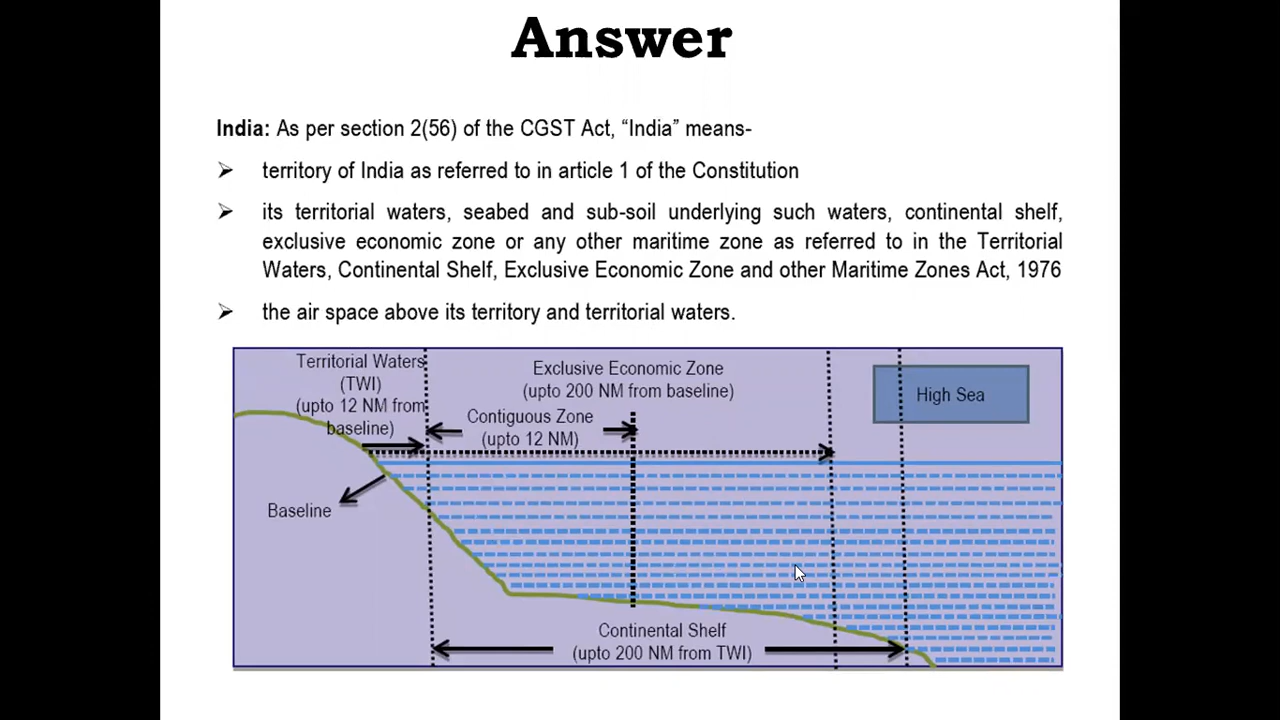 Answer
India: As per section 2(56) of the CGST Act, “India” means-
territory of India as referred to in article 1 of the Constitution
its territorial waters, seabed and sub-soil underlying such waters, continental shelf,
exclusive economic zone or any other maritime zone as referred to in the Territorial
Waters, Continental Shelf, Exclusive Economic Zone and other Maritime Zones Act, 1976
the air space above its territory and territorial waters.
Territorial Waters
(TWI)
(upto 12 NM from
baseline)
Exclusive Economic Zone
(upto 200 NM from baseline)
Contiguous Zone
(upto 12 NM)
High Sea
Baseline
Continental Shelf
(upto 200 NM from TWI)